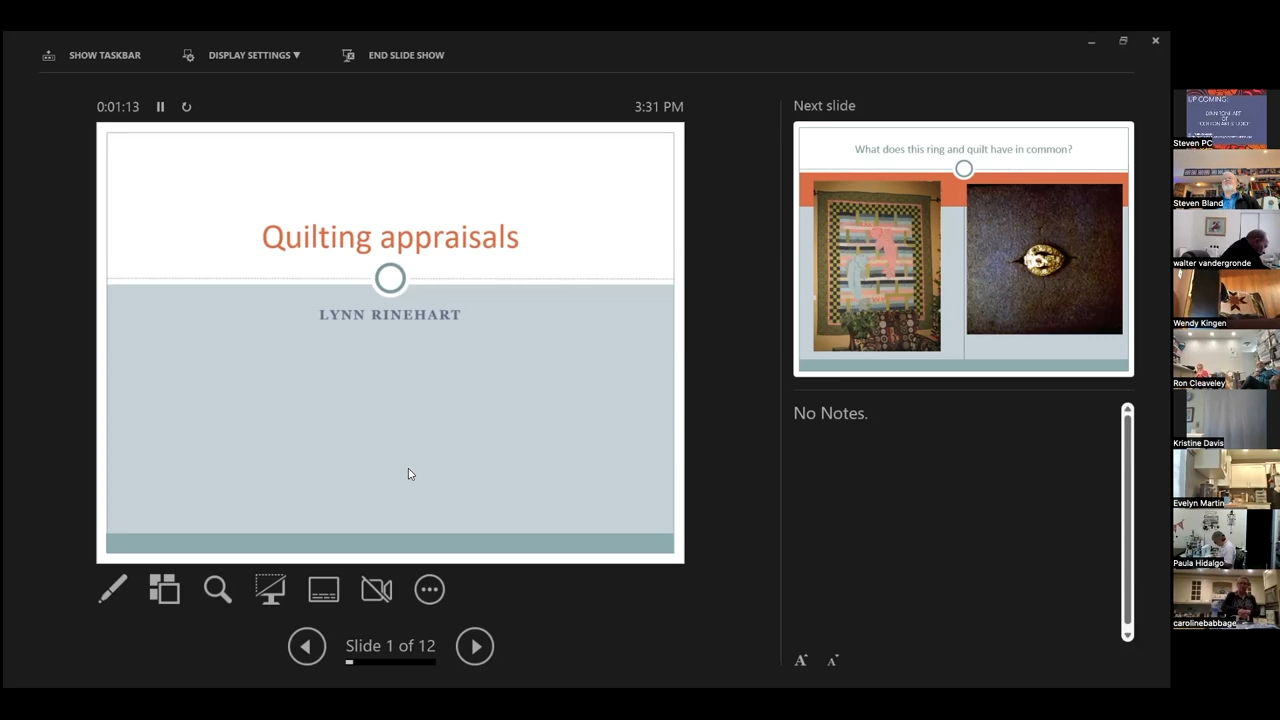 SHOW TASKBAR
DISPLAY SETTINGS ▼
END SLIDE SHOW
0:01:13
3:31 PM
Quilting appraisals
LYNN RINEHART
Slide 1 of 12
Next slide
What does this ring and quilt have in common?
No Notes.
A A
UP COMING:
Steven PC
Steven Bland
walter vandergronde
Wendy Kingen
Ron Cleaveley
Kristine Davis
Evelyn Martin
Paula Hidalgo
carolinebabbage